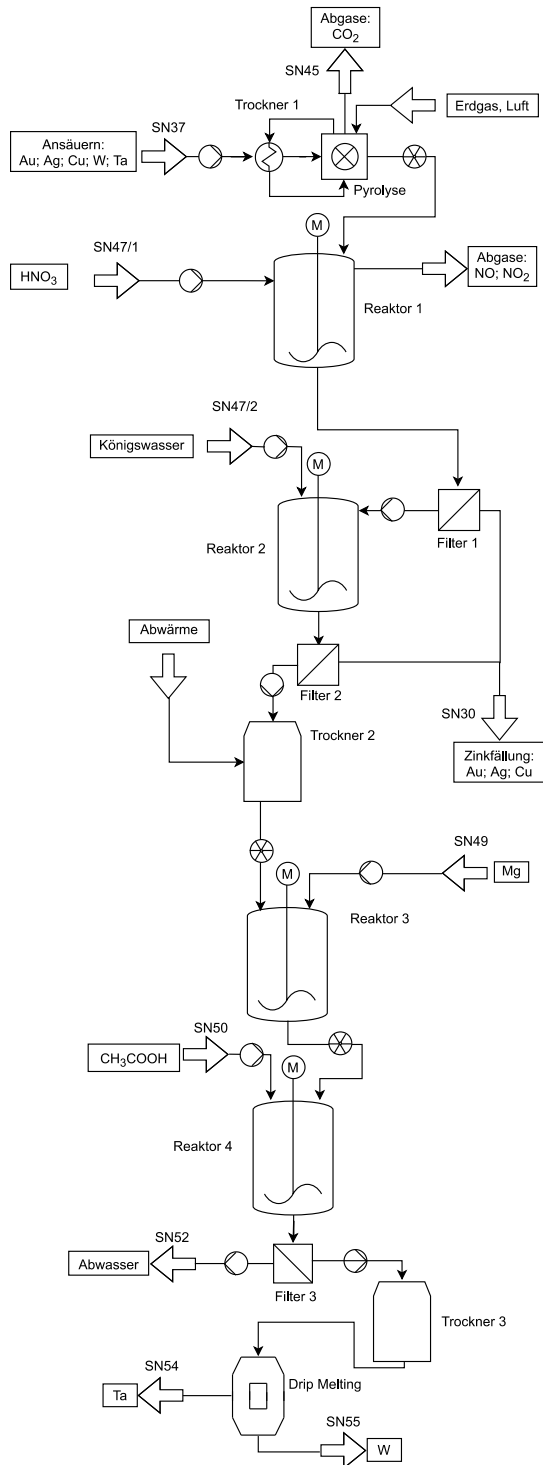 Abgase:
CO2
SN45
Trockner 1
Erdgas, Luft
SN37
Ansäuern:
Au; Ag; Cu; W; Ta
Pyrolyse
M
SN47/1
HNO3
Abgase:
NO; NO2
Reaktor 1
SN47/2
Königswasser
M
Reaktor 2
Filter 1
Abwärme
Filter 2
SN30
Trockner 2
Zinkfällung:
Au; Ag; Cu
SN49
M
Mg
Reaktor 3
SN50
CH3COOH
M
Reaktor 4
SN52
Abwasser
Filter 3
Trockner 3
SN54
Drip Melting
Ta
SN55
W